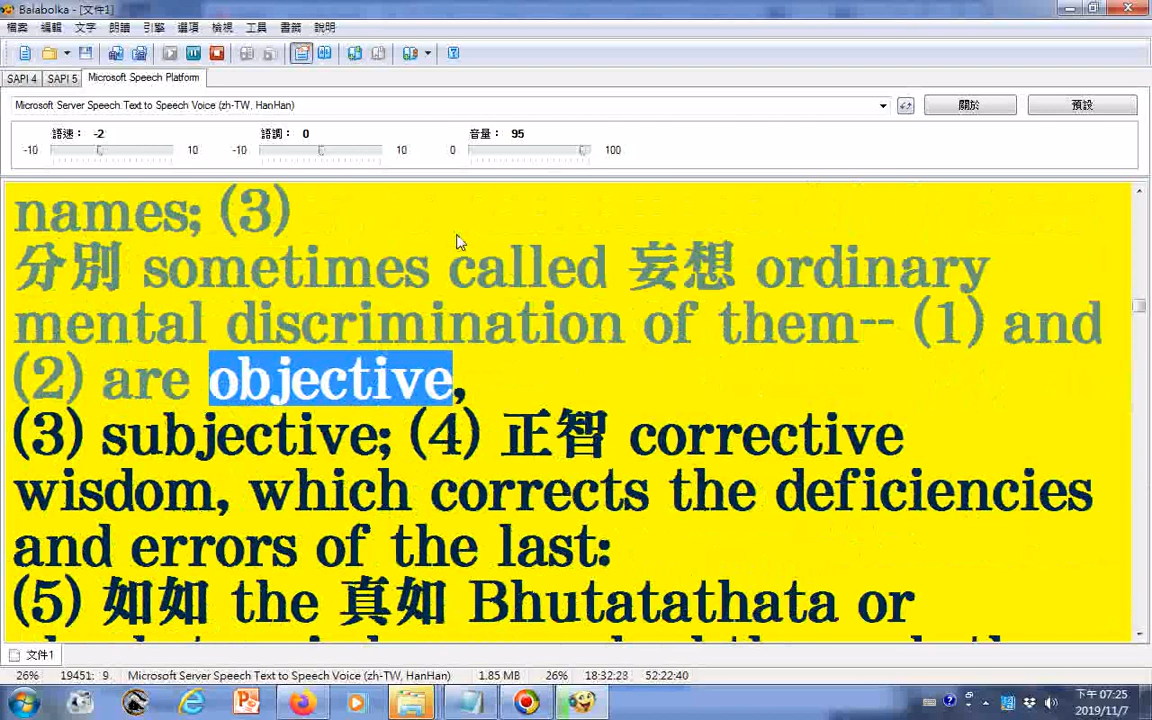 Balabolka - [文件1]
檔案 編輯 文字 朗讀 引擎 選項 檢視 工具 書籤 說明
SAPI 4 SAPI 5 Microsoft Speech Platform
Microsoft Server Speech Text to Speech Voice (zh-TW, HanHan) 關於 預設
語速： -2 語調： 0 音量： 95
-10 10 -10 10 0 100
names; (3)
分別 sometimes called 妄想 ordinary
mental discrimination of them-- (1) and
(2) are objective,
(3) subjective; (4) 正智 corrective
wisdom, which corrects the deficiencies
and errors of the last:
(5) 如如 the 真如 Bhutatathata or
文件1
26% 19451: 9 Microsoft Server Speech Text to Speech Voice (zh-TW, HanHan) 1.85 MB 26% 18:32:23 52:22:40
下午 07:25
2019/11/7